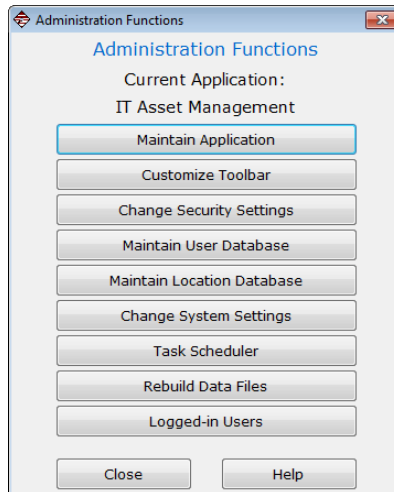 Administration Functions
Administration Functions
Current Application:
IT Asset Management
Maintain Application
Customize Toolbar
Change Security Settings
Maintain User Database
Maintain Location Database
Change System Settings
Task Scheduler
Rebuild Data Files
Logged-in Users
Close Help